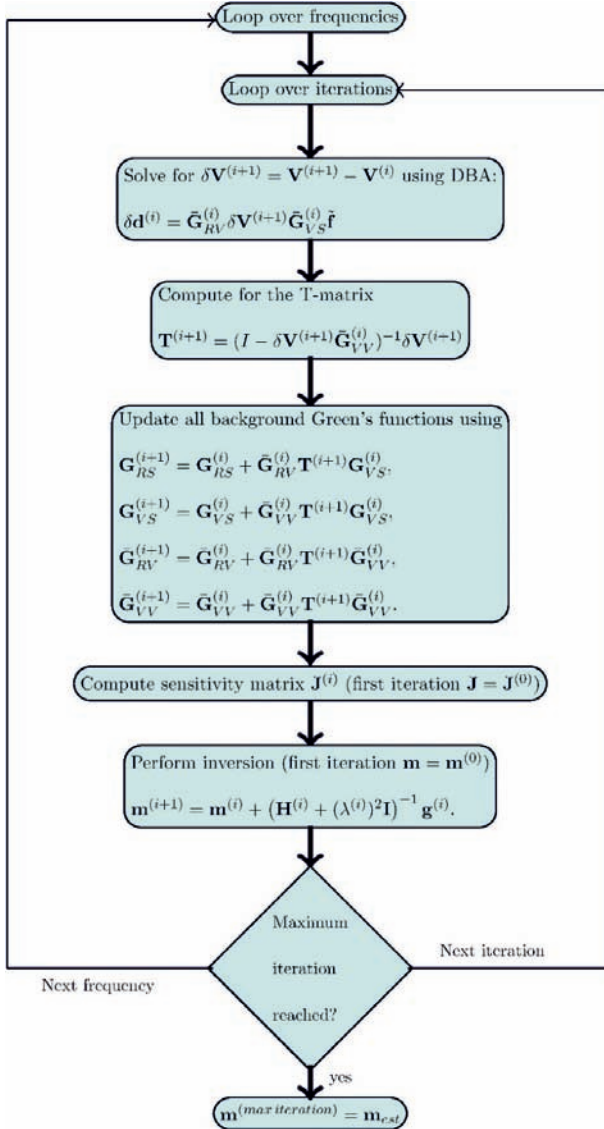 Loop over frequencies
Loop over iterations
Solve for δV^(i+1) = V^(i+1) − V^(i) using DBA:
δd^(i) = Ḡ_RV^(i) δV^(i+1) Ḡ_VS^(i) f̃
Compute for the T-matrix
T^(i+1) = (I − δV^(i+1) Ḡ_VV^(i))^−1 δV^(i+1)
Update all background Green's functions using
G_RS^(i+1) = G_RS^(i) + Ḡ_RV^(i) T^(i+1) G_VS^(i),
G_VS^(i+1) = G_VS^(i) + Ḡ_VV^(i) T^(i+1) G_VS^(i),
Ḡ_RV^(i+1) = Ḡ_RV^(i) + G_RV^(i) T^(i+1) Ḡ_VV^(i),
Ḡ_VV^(i+1) = Ḡ_VV^(i) + Ḡ_VV^(i) T^(i+1) Ḡ_VV^(i).
Compute sensitivity matrix J^(i) (first iteration J = J^(0))
Perform inversion (first iteration m = m^(0))
m^(i+1) = m^(i) + (H^(i) + (λ^(i))^2 I)^−1 g^(i).
Maximum
iteration
reached?
Next iteration
Next frequency
yes
m^(max iteration) = m_est